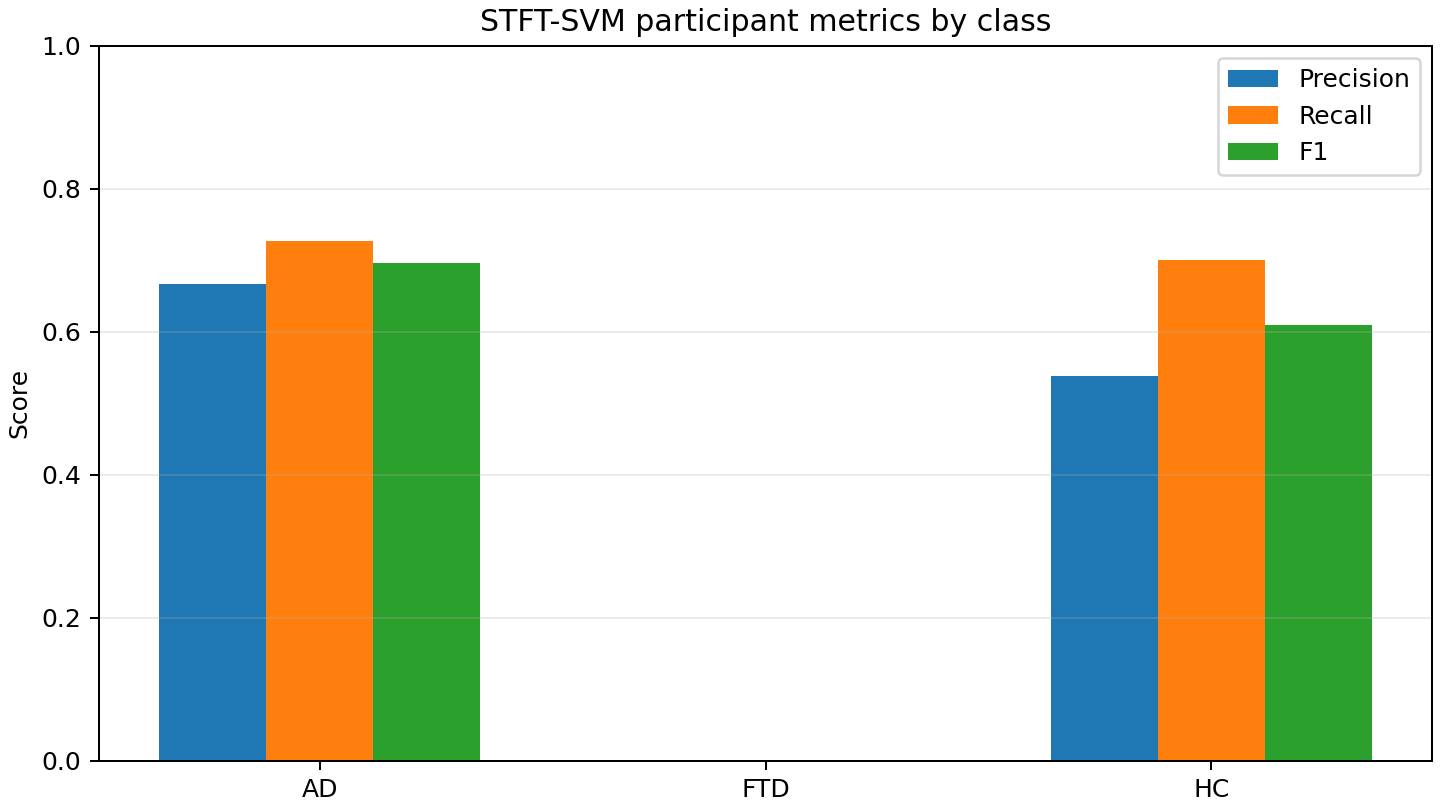 STFT-SVM participant metrics by class
1.0
0.8
0.6
0.4
0.2
0.0
Score
Precision
Recall
F1
AD
FTD
HC